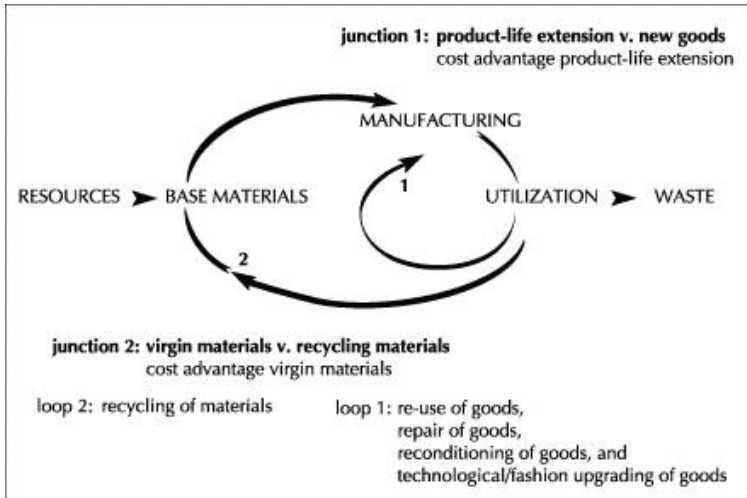 junction 1: product-life extension v. new goods
cost advantage product-life extension
MANUFACTURING
1
RESOURCES BASE MATERIALS UTILIZATION WASTE
2
junction 2: virgin materials v. recycling materials
cost advantage virgin materials
loop 2: recycling of materials
loop 1: re-use of goods,
repair of goods,
reconditioning of goods, and
technological/fashion upgrading of goods